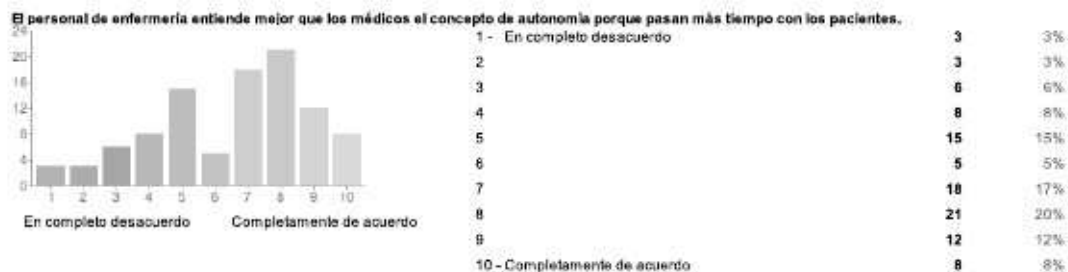 El personal de enfermería entiende mejor que los médicos el concepto de autonomía porque pasan más tiempo con los pacientes.
24
20
16
12
8
4
0
1 2 3 4 5 6 7 8 9 10
En completo desacuerdo Completamente de acuerdo
1 - En completo desacuerdo 3 3%
2 3 3%
3 6 6%
4 8 8%
5 15 15%
6 5 5%
7 18 17%
8 21 20%
9 12 12%
10 - Completamente de acuerdo 8 8%